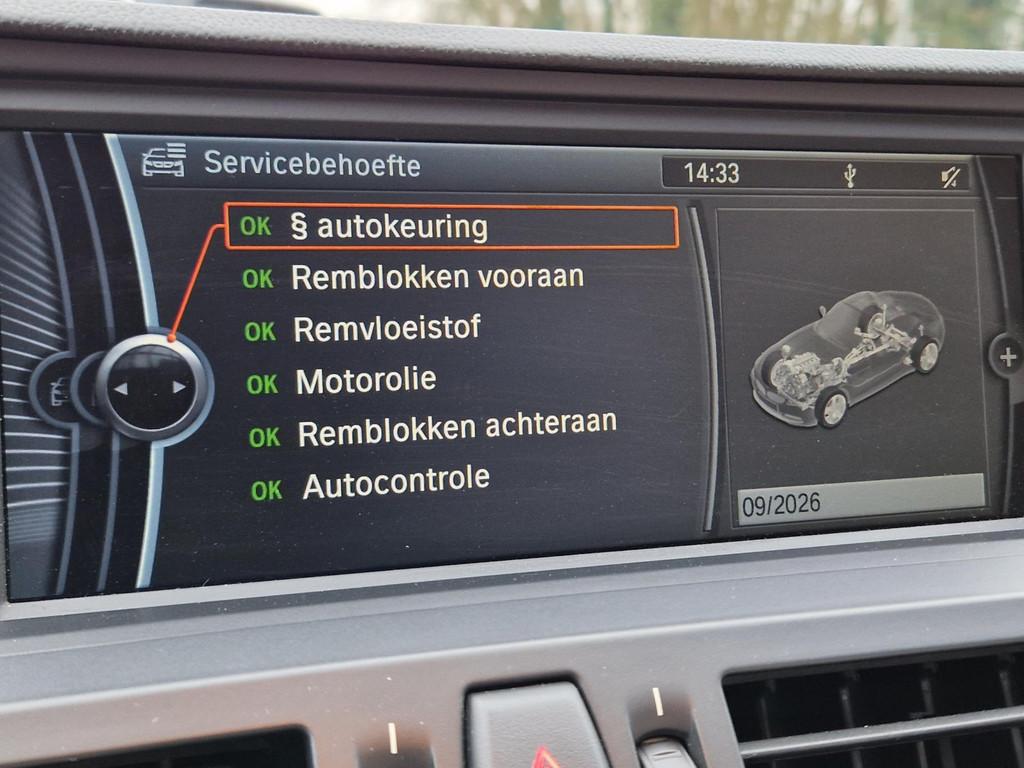 Servicebehoefte
14:33
OK § autokeuring
OK Remblokken vooraan
OK Remvloeistof
OK Motorolie
OK Remblokken achteraan
OK Autocontrole
09/2026